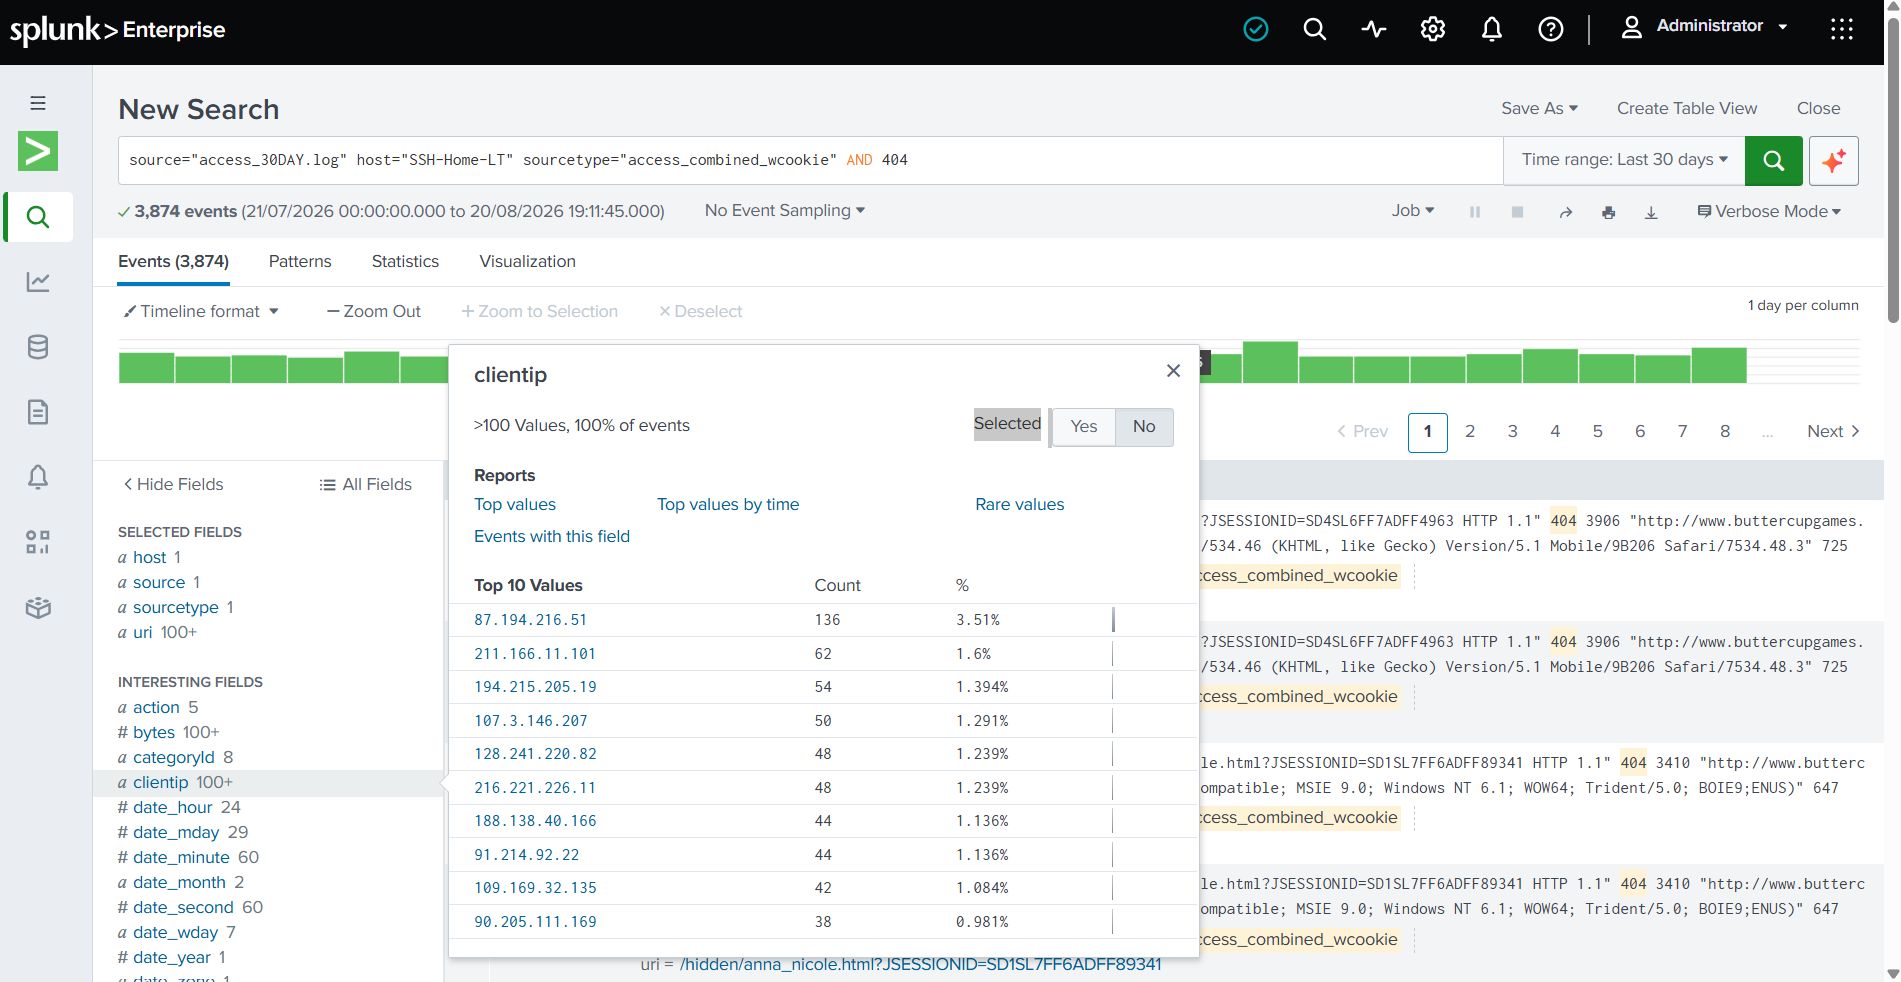 splunk>Enterprise
Administrator
New Search
Save As
Create Table View
Close
source="access_30DAY.log" host="SSH-Home-LT" sourcetype="access_combined_wcookie" AND 404
Time range: Last 30 days
3,874 events (21/07/2026 00:00:00.000 to 20/08/2026 19:11:45.000)
No Event Sampling
Job
Verbose Mode
Events (3,874)
Patterns
Statistics
Visualization
Timeline format
Zoom Out
+ Zoom to Selection
× Deselect
1 day per column
clientip
>100 Values, 100% of events
Selected
Yes
No
Reports
Top values
Top values by time
Rare values
Events with this field
Top 10 Values Count %
87.194.216.51 136 3.51%
211.166.11.101 62 1.6%
194.215.205.19 54 1.394%
107.3.146.207 50 1.291%
128.241.220.82 48 1.239%
216.221.226.11 48 1.239%
188.138.40.166 44 1.136%
91.214.92.22 44 1.136%
109.169.32.135 42 1.084%
90.205.111.169 38 0.981%
< Prev 1 2 3 4 5 6 7 8 ... Next >
< Hide Fields
All Fields
SELECTED FIELDS
a host 1
a source 1
a sourcetype 1
a uri 100+
INTERESTING FIELDS
a action 5
# bytes 100+
a categoryId 8
a clientip 100+
# date_hour 24
# date_mday 29
# date_minute 60
a date_month 2
# date_second 60
a date_wday 7
# date_year 1
a date_zone 1
?JSESSIONID=SD4SL6FF7ADFF4963 HTTP 1.1" 404 3906 "http://www.buttercupgames.
/534.46 (KHTML, like Gecko) Version/5.1 Mobile/9B206 Safari/7534.48.3" 725
ccess_combined_wcookie
?JSESSIONID=SD4SL6FF7ADFF4963 HTTP 1.1" 404 3906 "http://www.buttercupgames.
/534.46 (KHTML, like Gecko) Version/5.1 Mobile/9B206 Safari/7534.48.3" 725
ccess_combined_wcookie
le.html?JSESSIONID=SD1SL7FF6ADFF89341 HTTP 1.1" 404 3410 "http://www.butterc
ompatible; MSIE 9.0; Windows NT 6.1; WOW64; Trident/5.0; BOIE9;ENUS)" 647
ccess_combined_wcookie
le.html?JSESSIONID=SD1SL7FF6ADFF89341 HTTP 1.1" 404 3410 "http://www.butterc
ompatible; MSIE 9.0; Windows NT 6.1; WOW64; Trident/5.0; BOIE9;ENUS)" 647
ccess_combined_wcookie
uri = /hidden/anna_nicole.html?JSESSIONID=SD1SL7FF6ADFF89341